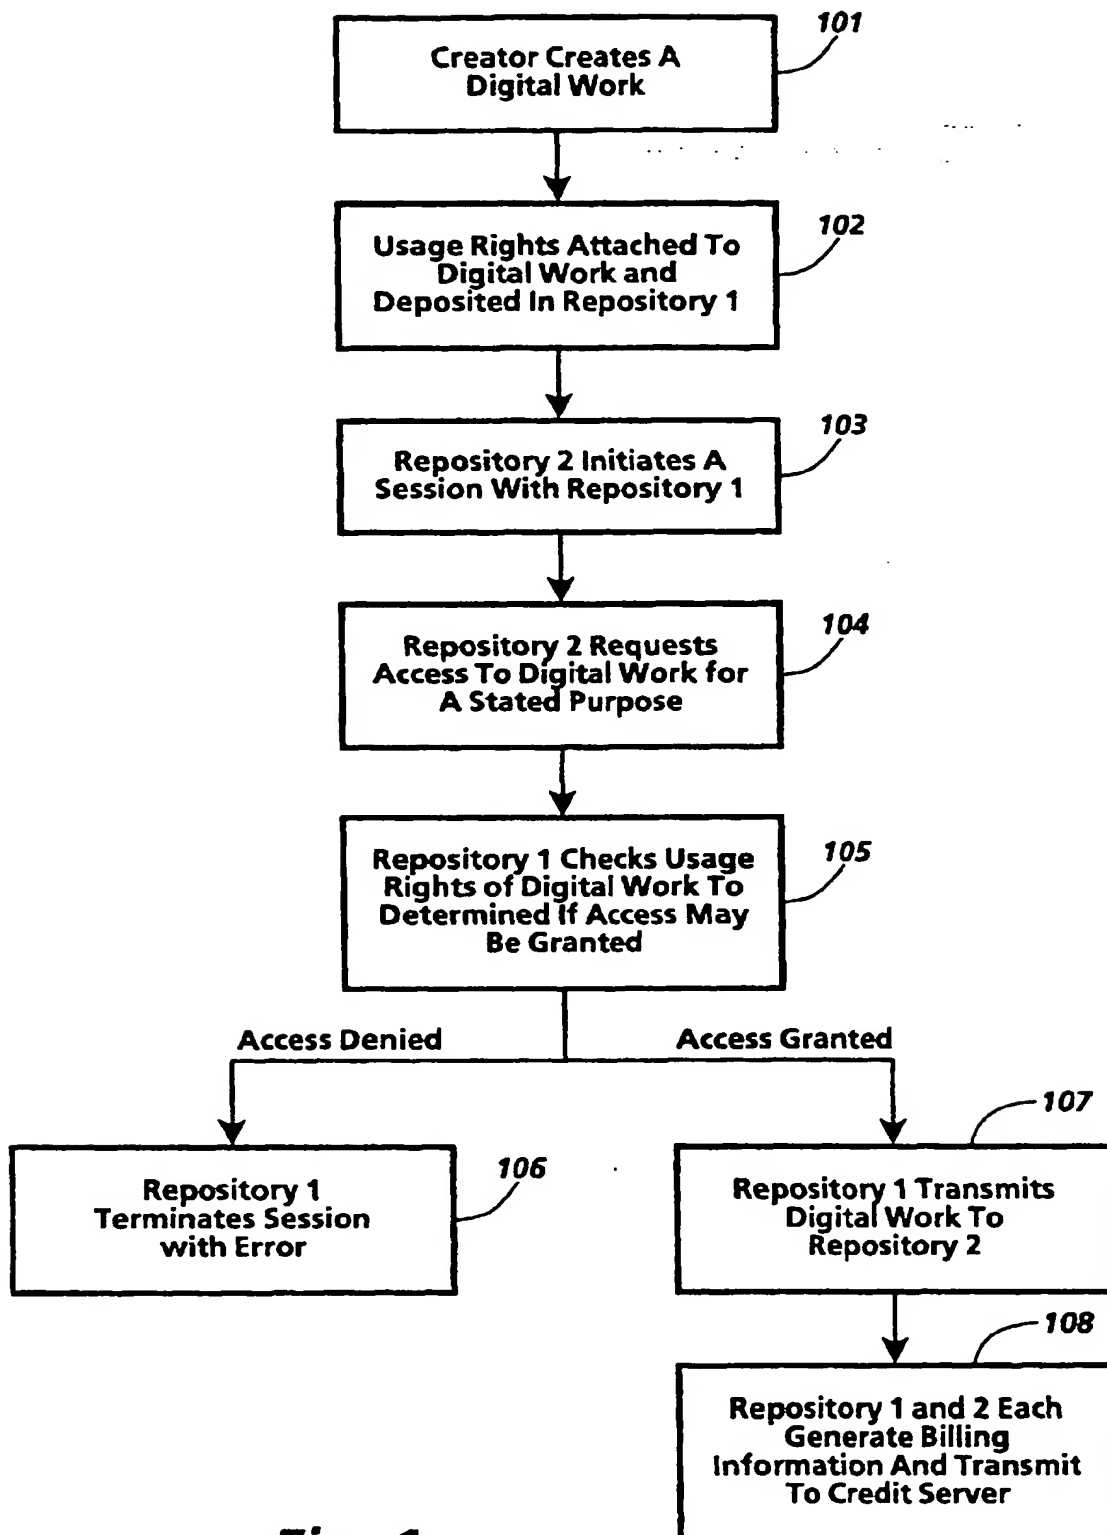 101
Creator Creates A
Digital Work
102
Usage Rights Attached To
Digital Work and
Deposited In Repository 1
103
Repository 2 Initiates A
Session With Repository 1
104
Repository 2 Requests
Access To Digital Work for
A Stated Purpose
105
Repository 1 Checks Usage
Rights of Digital Work To
Determined If Access May
Be Granted
Access Denied
Access Granted
106
Repository 1
Terminates Session
with Error
107
Repository 1 Transmits
Digital Work To
Repository 2
108
Repository 1 and 2 Each
Generate Billing
Information And Transmit
To Credit Server